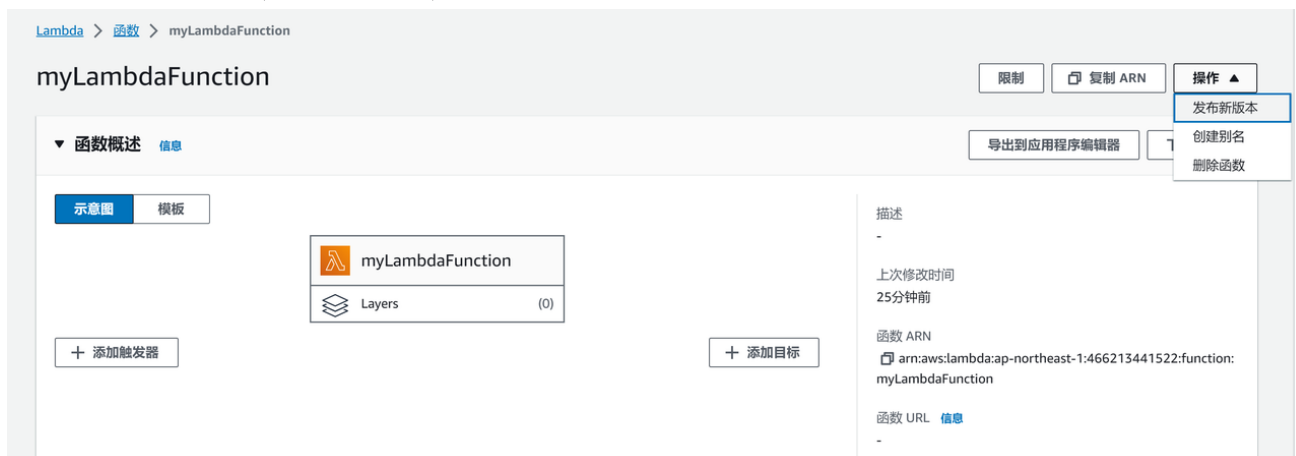 Lambda > 函数 > myLambdaFunction
myLambdaFunction
限制
复制 ARN
操作 ▲
发布新版本
创建别名
删除函数
▼ 函数概述 信息
导出到应用程序编辑器
示意图
模板
myLambdaFunction
Layers (0)
+ 添加触发器
+ 添加目标
描述
-
上次修改时间
25分钟前
函数 ARN
arn:aws:lambda:ap-northeast-1:466213441522:function:
myLambdaFunction
函数 URL 信息
-